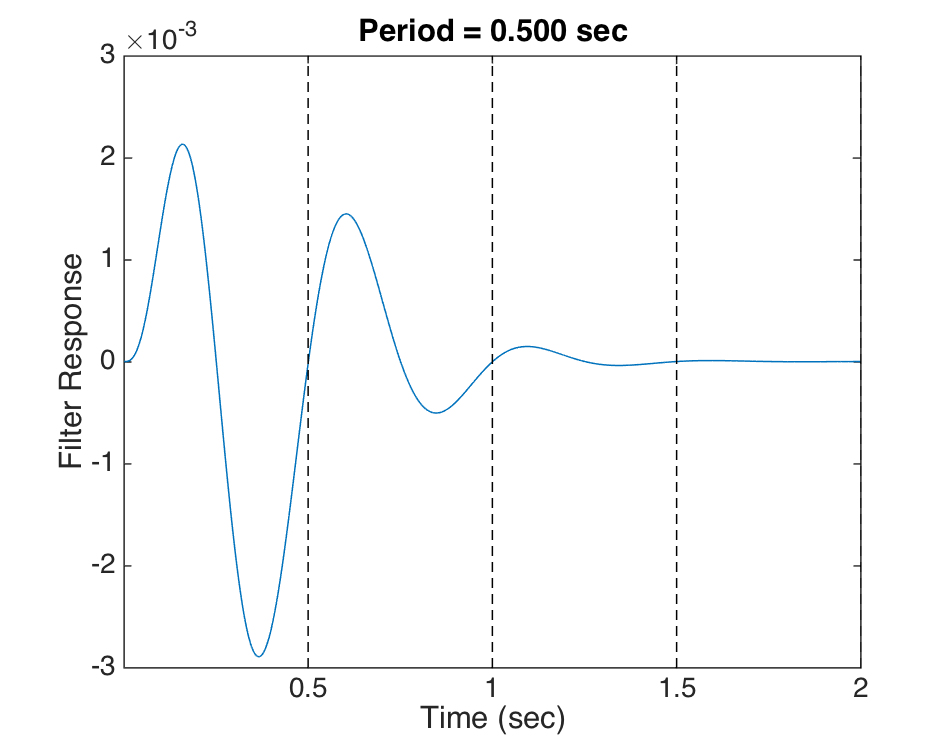 Period = 0.500 sec
×10-3
3
2
1
0
-1
-2
-3
Filter Response
0.5 1 1.5 2
Time (sec)